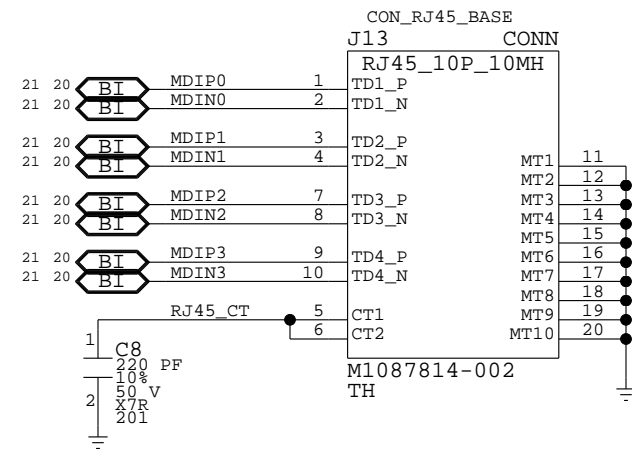 CON_RJ45_BASE
J13 CONN
RJ45_10P_10MH
21 20 BI MDIP0 1 TD1_P
21 20 BI MDIN0 2 TD1_N
21 20 BI MDIP1 3 TD2_P
21 20 BI MDIN1 4 TD2_N
MT1 11
MT2 12
21 20 BI MDIP2 7 TD3_P
MT3 13
21 20 BI MDIN2 8 TD3_N
MT4 14
MT5 15
21 20 BI MDIP3 9 TD4_P
MT6 16
21 20 BI MDIN3 10 TD4_N
MT7 17
MT8 18
RJ45_CT 5 CT1
MT9 19
6 CT2
MT10 20
1
C8
220 PF
10%
50 V
X7R
201
2
M1087814-002
TH